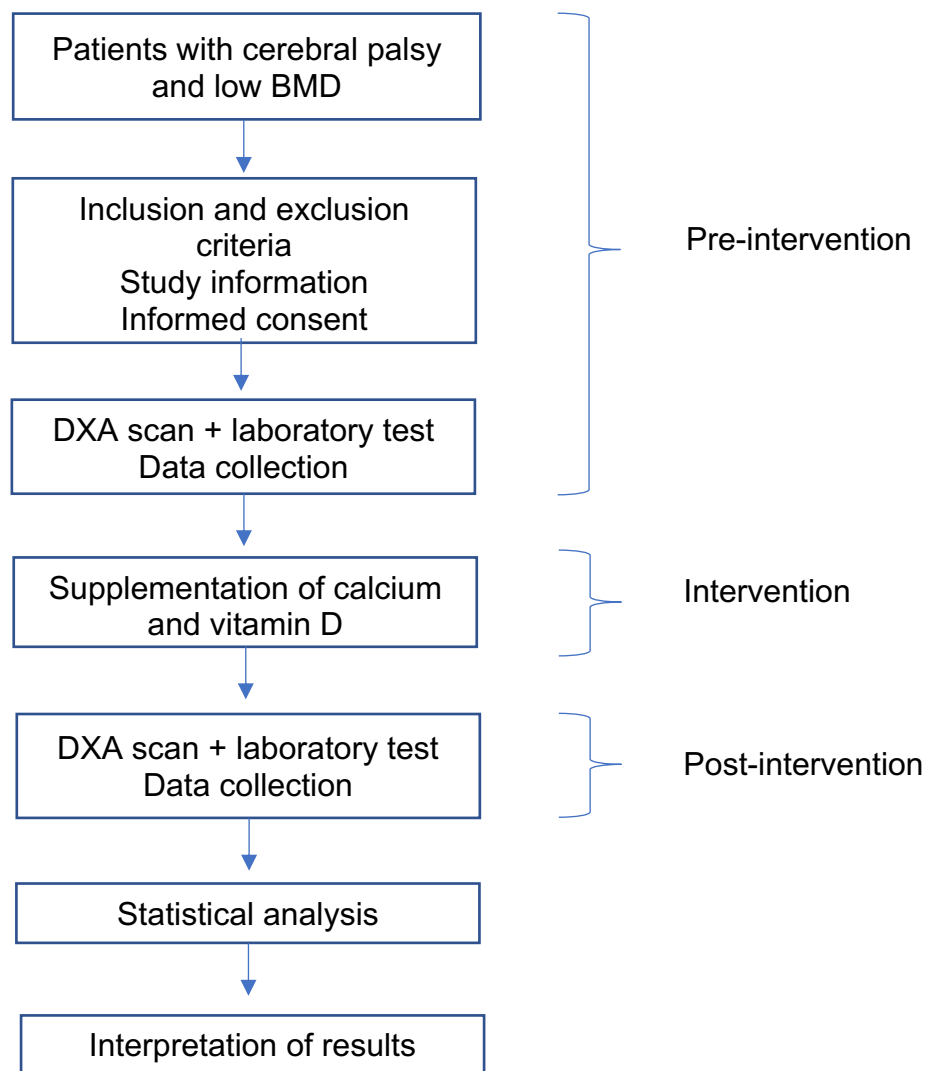 Patients with cerebral palsy
and low BMD
Inclusion and exclusion
criteria
Study information
Informed consent
Pre-intervention
DXA scan + laboratory test
Data collection
Supplementation of calcium
and vitamin D
Intervention
DXA scan + laboratory test
Data collection
Post-intervention
Statistical analysis
Interpretation of results